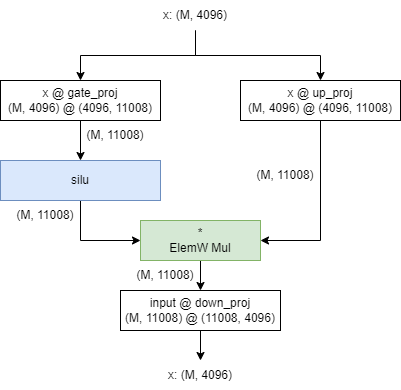 x: (M, 4096)
x @ gate_proj
(M, 4096) @ (4096, 11008)
x @ up_proj
(M, 4096) @ (4096, 11008)
(M, 11008)
silu
(M, 11008)
(M, 11008)
*
ElemW Mul
(M, 11008)
input @ down_proj
(M, 11008) @ (11008, 4096)
x: (M, 4096)